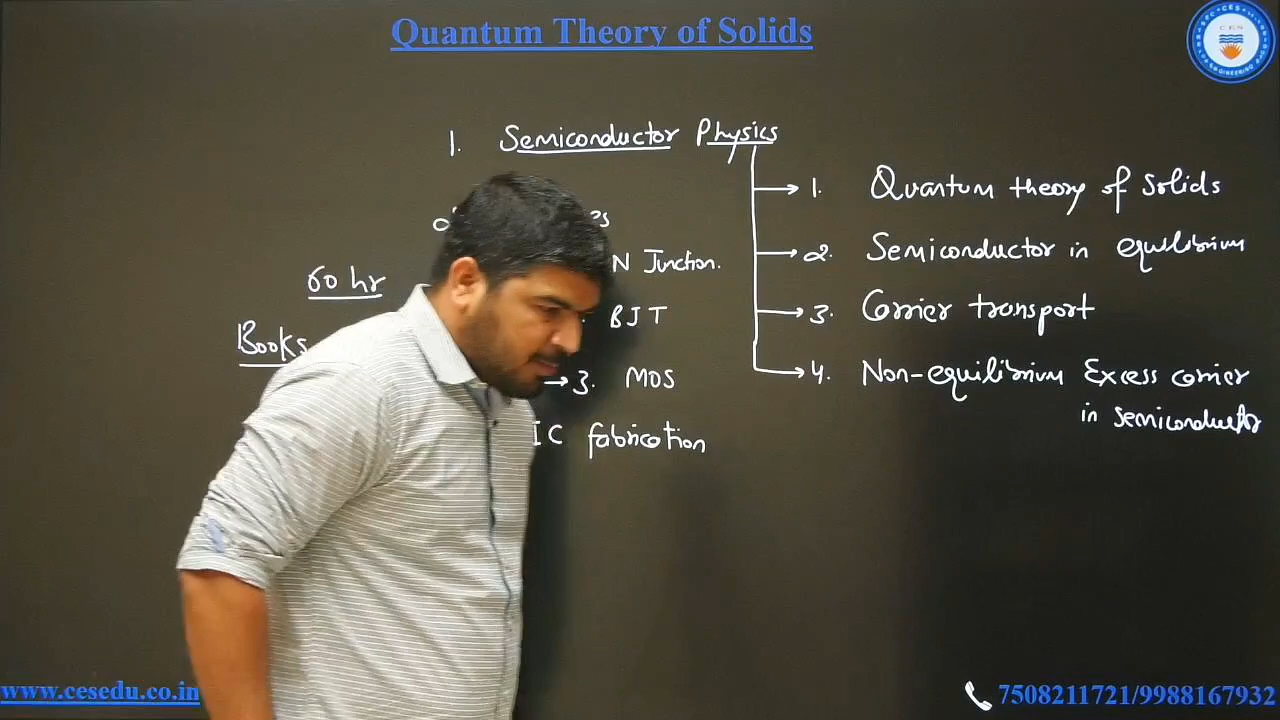 Quantum Theory of Solids
CES
1. Semiconductor Physics
1. Quantum theory of Solids
2. Semiconductor in equilibrium
N Junction.
60 hr
3. Carrier transport
BJT
Books
3. MOS
4. Non-equilibrium Excess carrier
in semiconductor
IC fabrication
www.cesedu.co.in
7508211721/9988167932